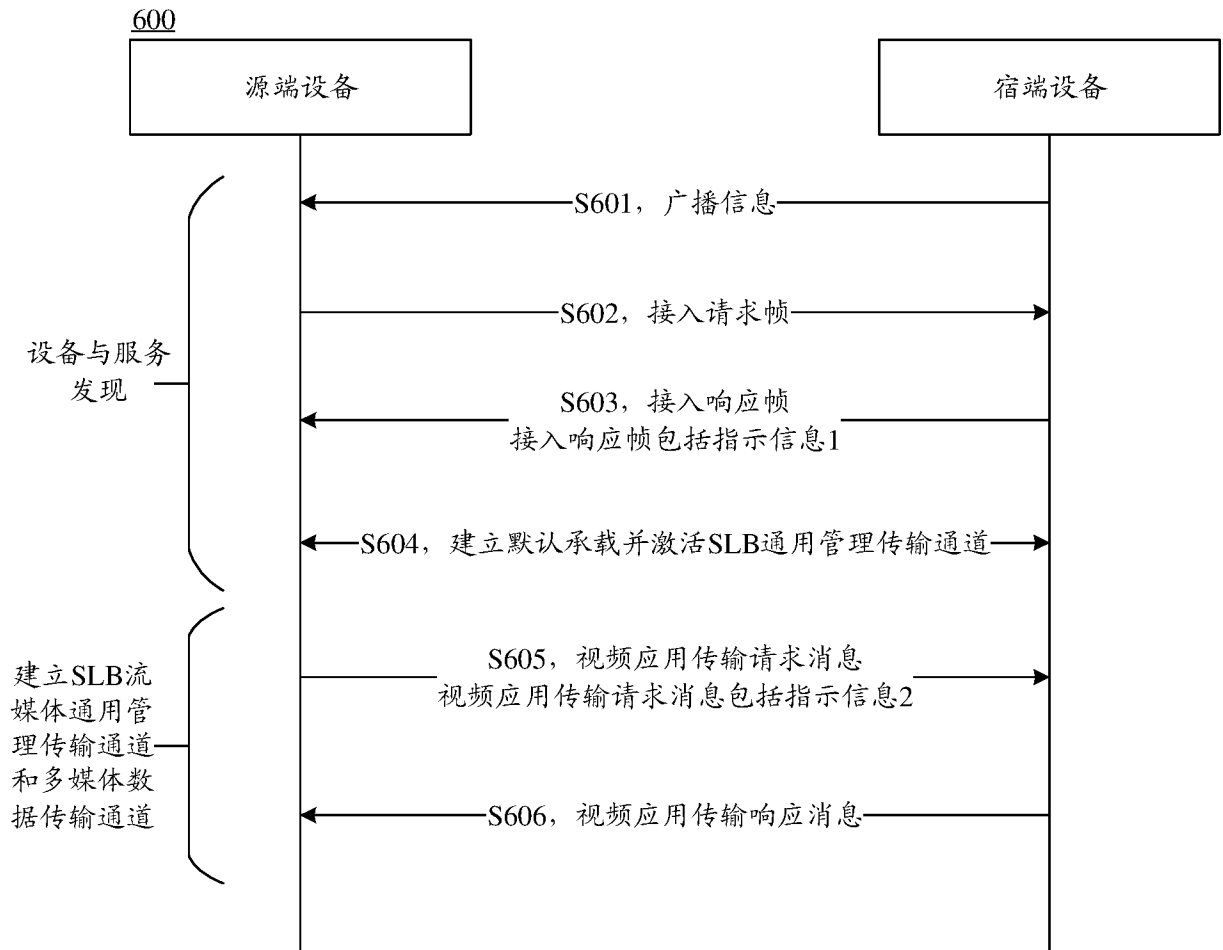 600
源端设备
宿端设备
S601，广播信息
S602，接入请求帧
设备与服务
发现
S603，接入响应帧
接入响应帧包括指示信息1
S604，建立默认承载并激活SLB通用管理传输通道
建立SLB流
媒体通用管
理传输通道
和多媒体数
据传输通道
S605，视频应用传输请求消息
视频应用传输请求消息包括指示信息2
S606，视频应用传输响应消息